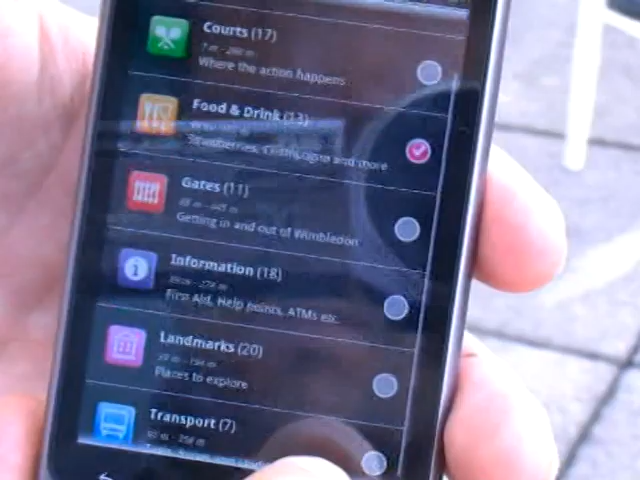 Courts (17)
Where the action happens
Food & Drink (13)
Strawberries, champagne and more
Gates (11)
Getting in and out of Wimbledon
Information (18)
First Aid, Help points, ATMs etc.
Landmarks (20)
Places to explore
Transport (7)